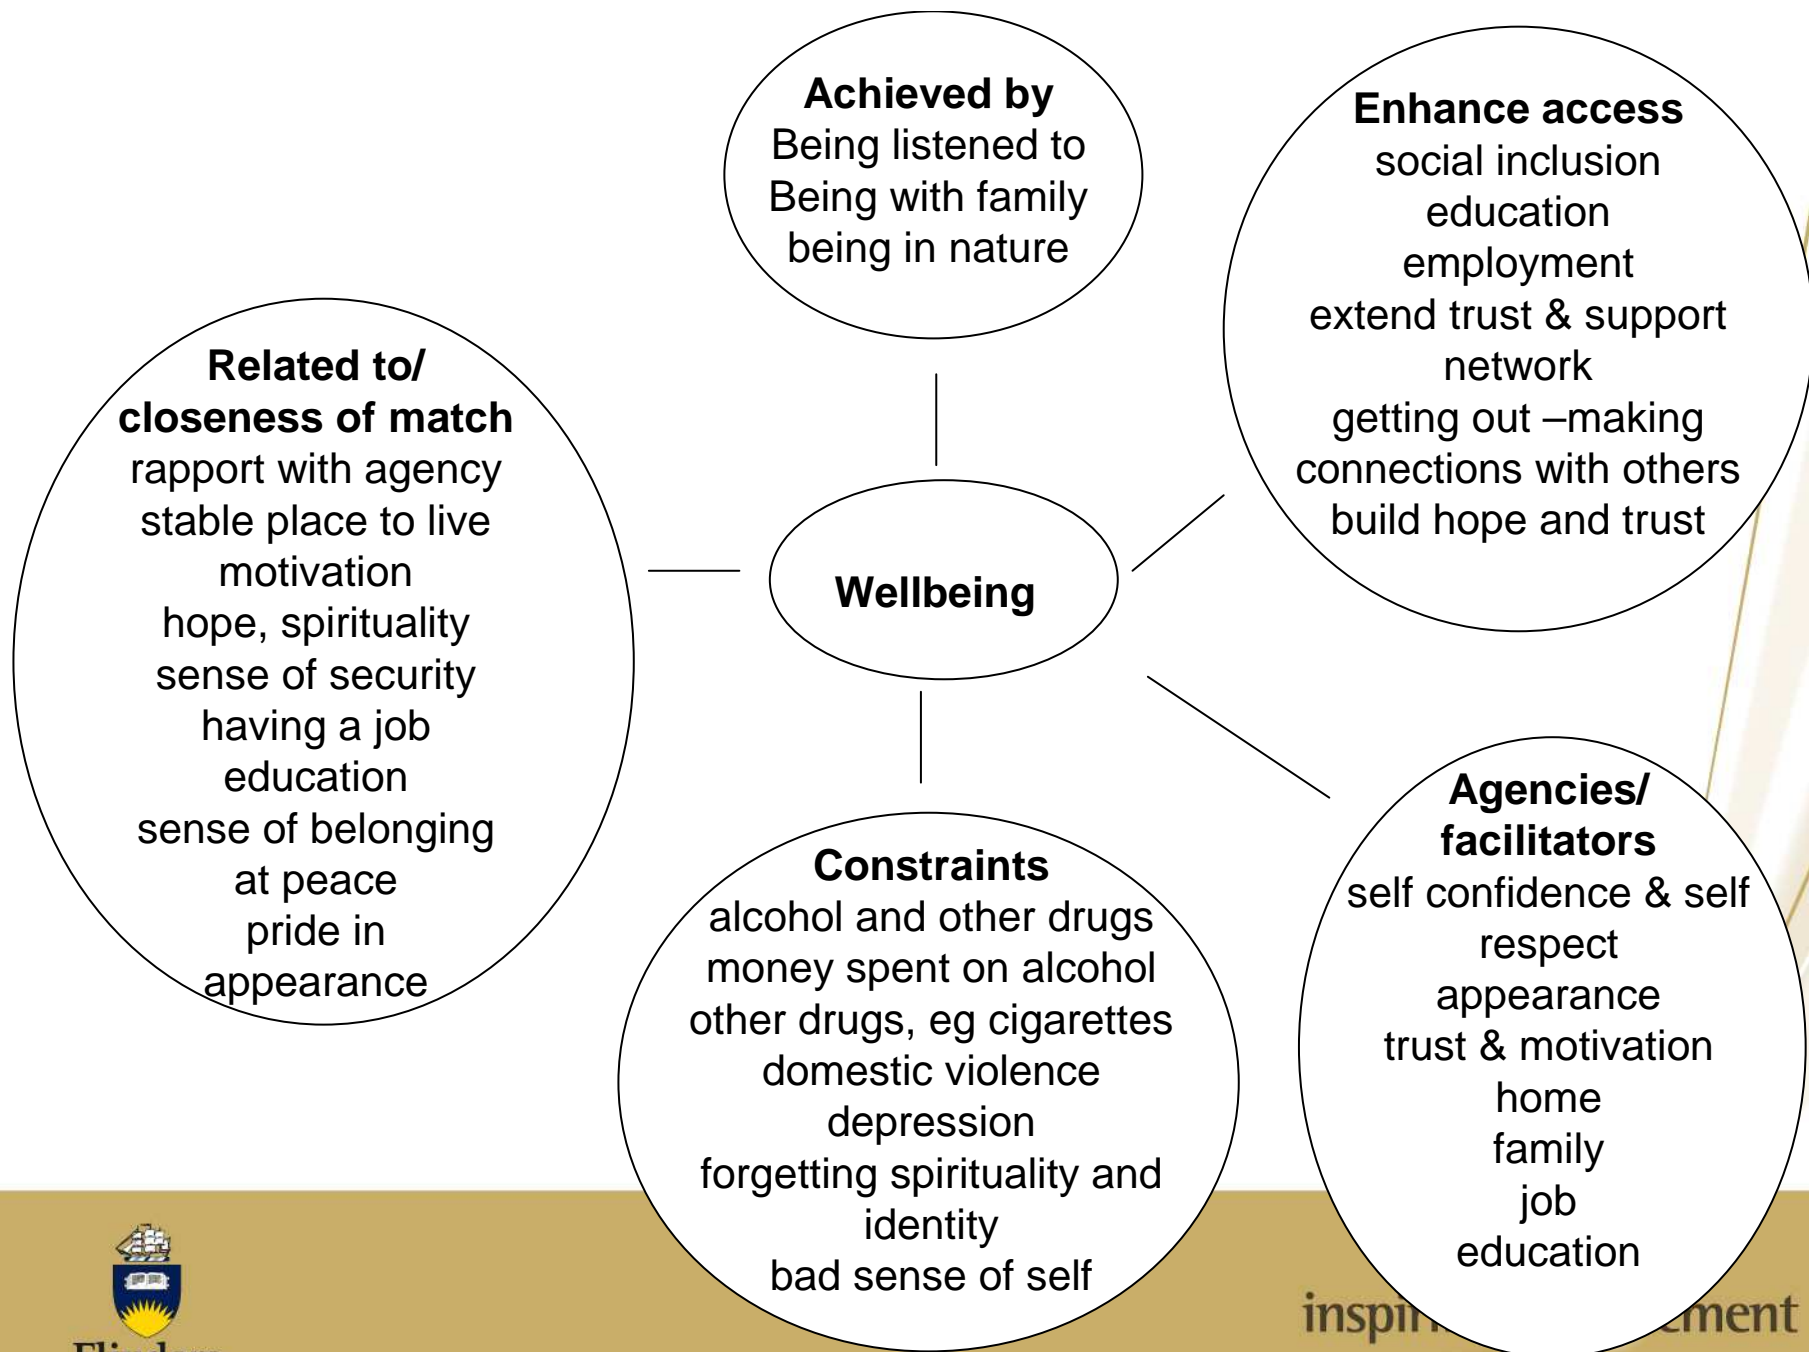 Achieved by
Being listened to
Being with family
being in nature
Enhance access
social inclusion
education
employment
extend trust & support
network
getting out –making
connections with others
build hope and trust
Related to/
closeness of match
rapport with agency
stable place to live
motivation
hope, spirituality
sense of security
having a job
education
sense of belonging
at peace
pride in
appearance
Wellbeing
Constraints
alcohol and other drugs
money spent on alcohol
other drugs, eg cigarettes
domestic violence
depression
forgetting spirituality and
identity
bad sense of self
Agencies/
facilitators
self confidence & self
respect
appearance
trust & motivation
home
family
job
education